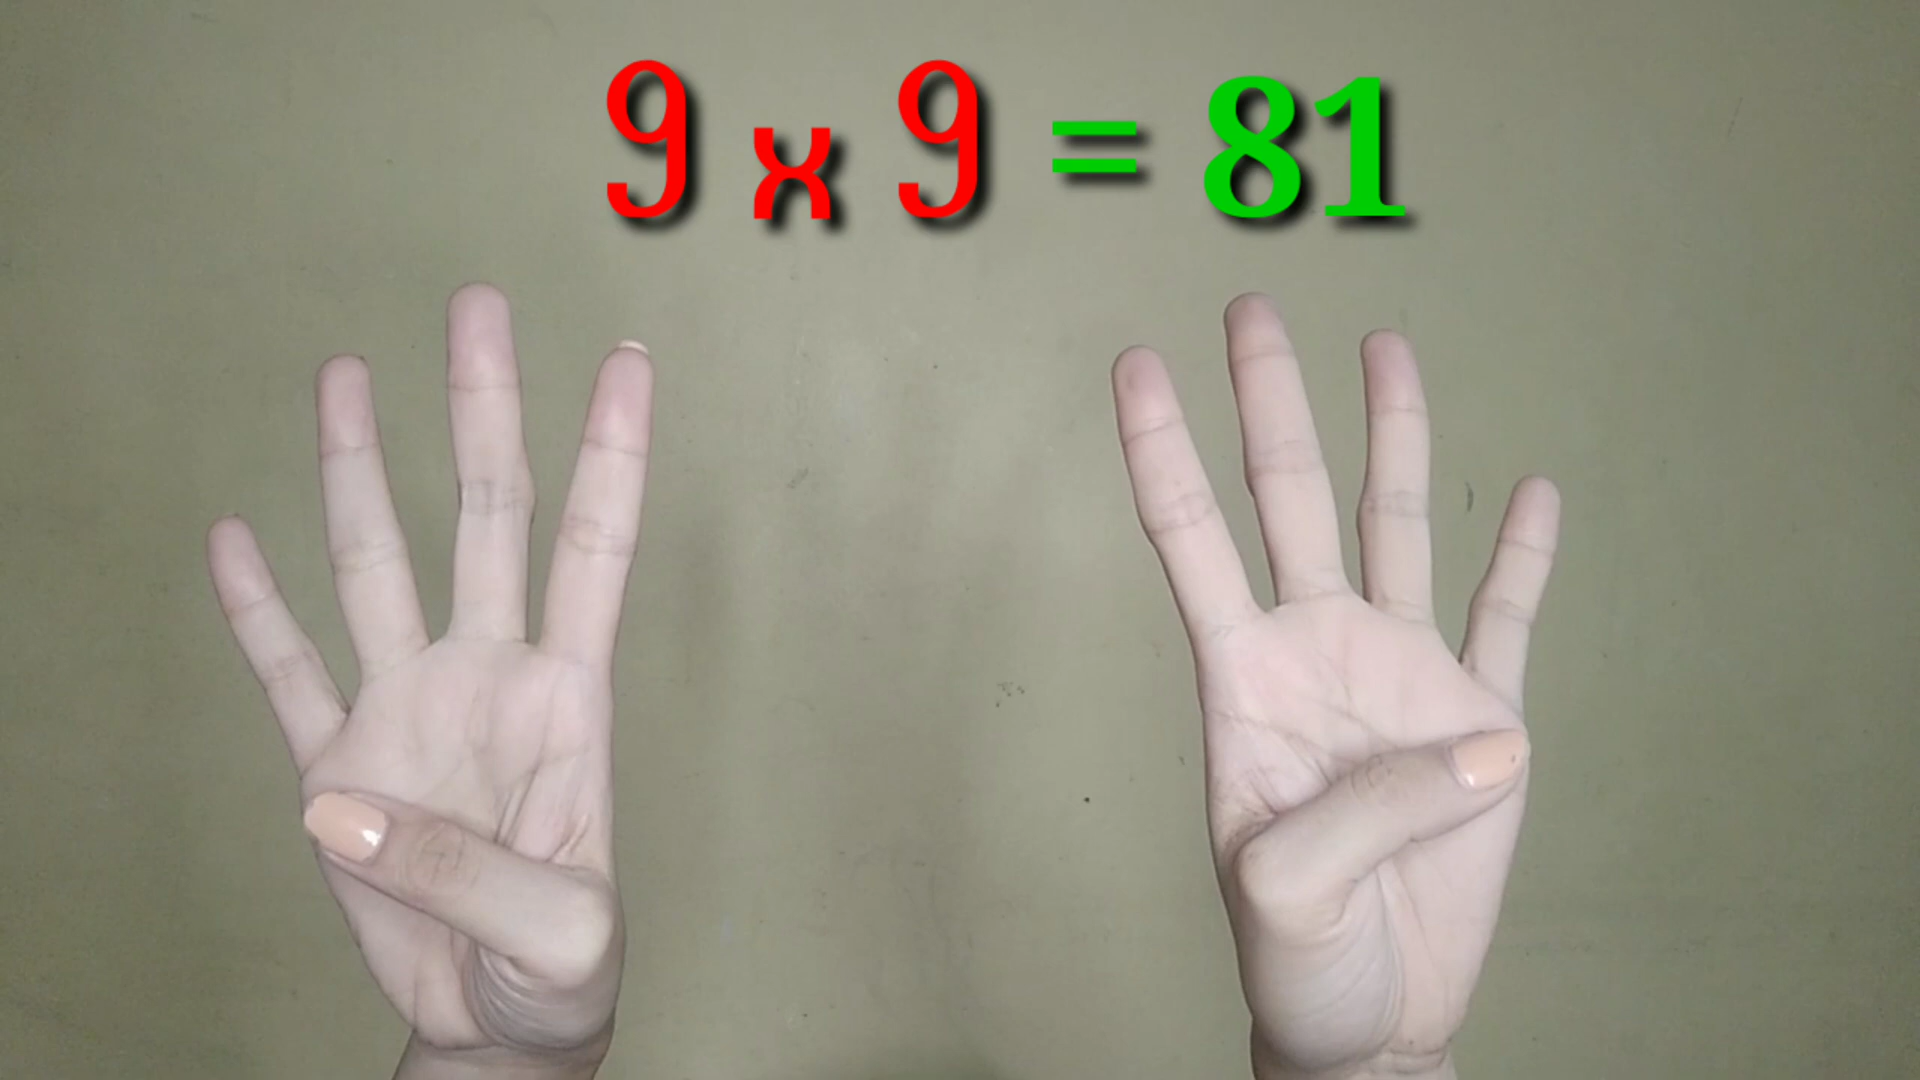 9 x 9 = 81